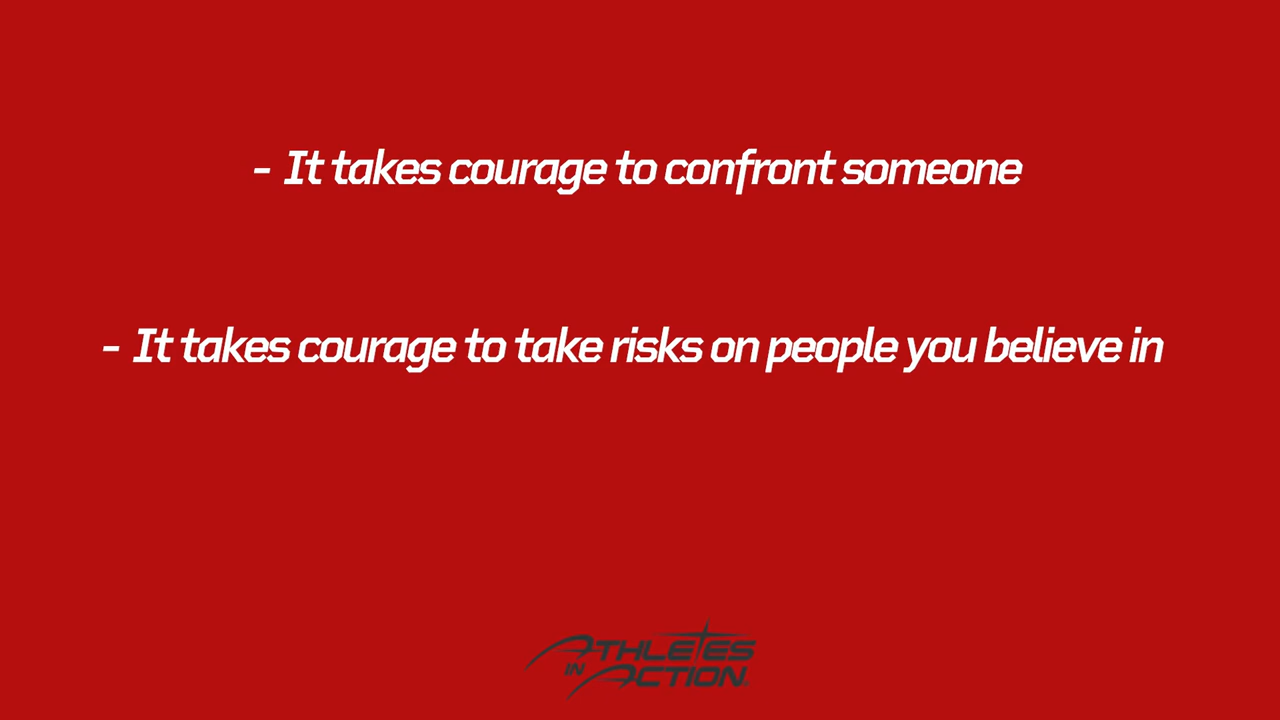 - It takes courage to confront someone
- It takes courage to take risks on people you believe in
ATHLETES
IN ACTION